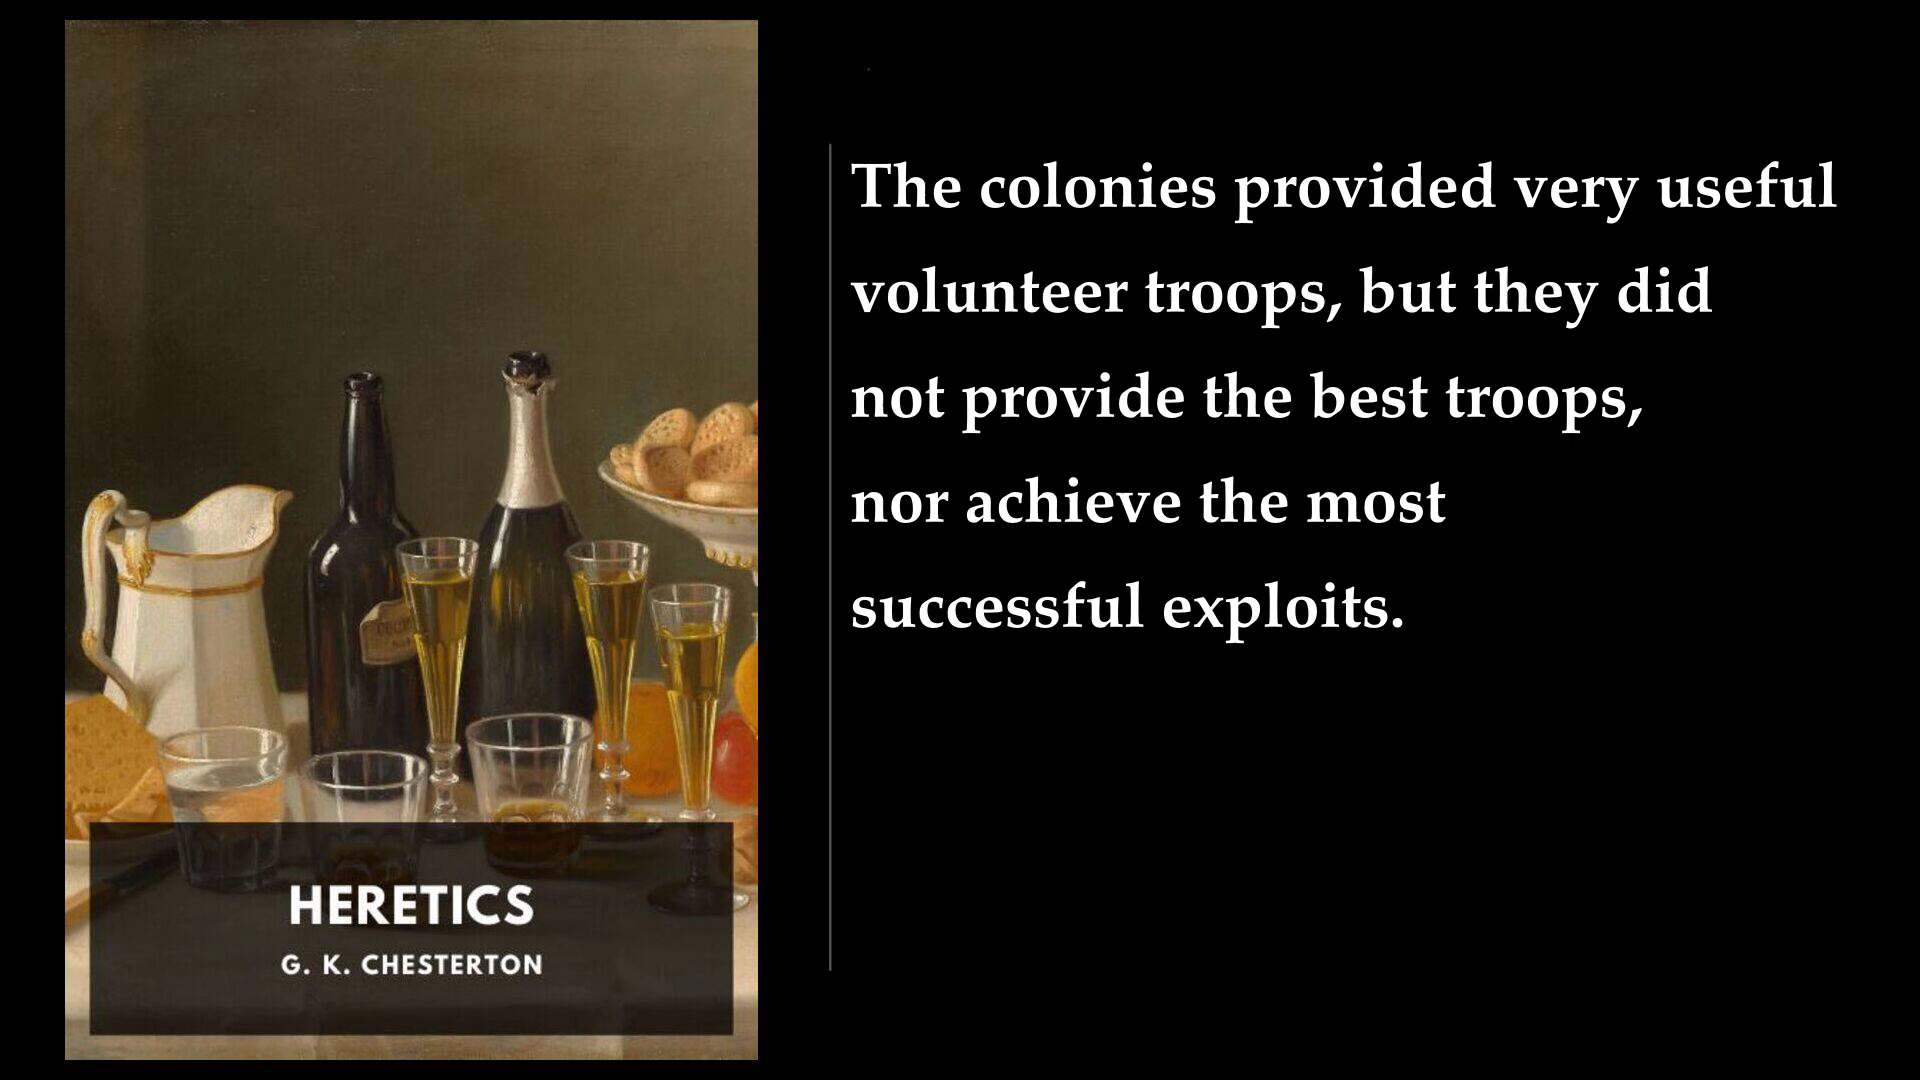 The colonies provided very useful
volunteer troops, but they did
not provide the best troops,
nor achieve the most
successful exploits.
HERETICS
G. K. CHESTERTON